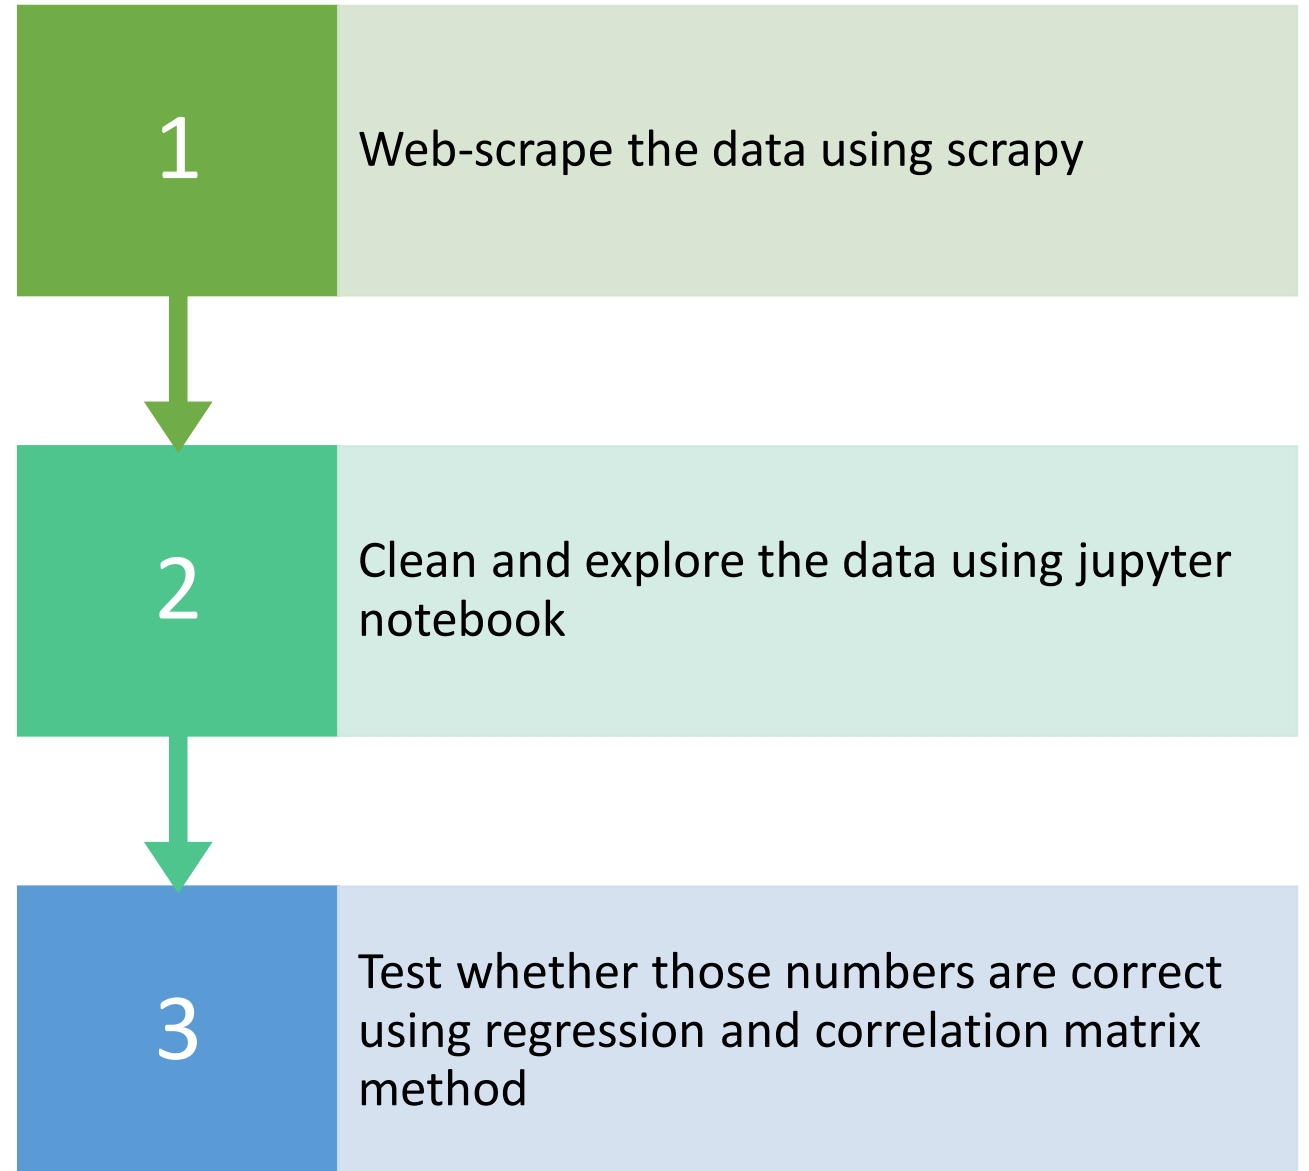 1
Web-scrape the data using scrapy
2
Clean and explore the data using jupyter
notebook
3
Test whether those numbers are correct
using regression and correlation matrix
method